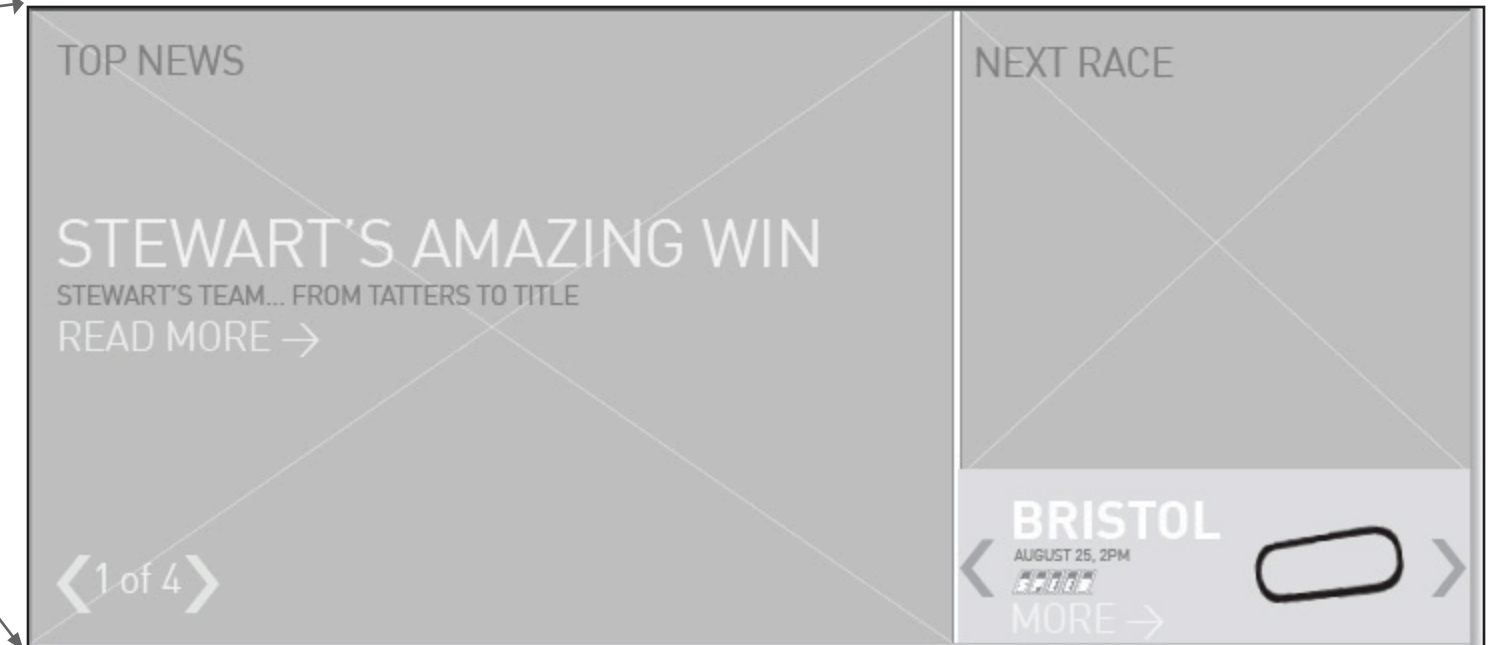 TOP NEWS
STEWART’S AMAZING WIN
STEWART’S TEAM... FROM TATTERS TO TITLE
READ MORE →
❮1 of 4❯
NEXT RACE
BRISTOL
AUGUST 25, 2PM
SPEED
MORE →